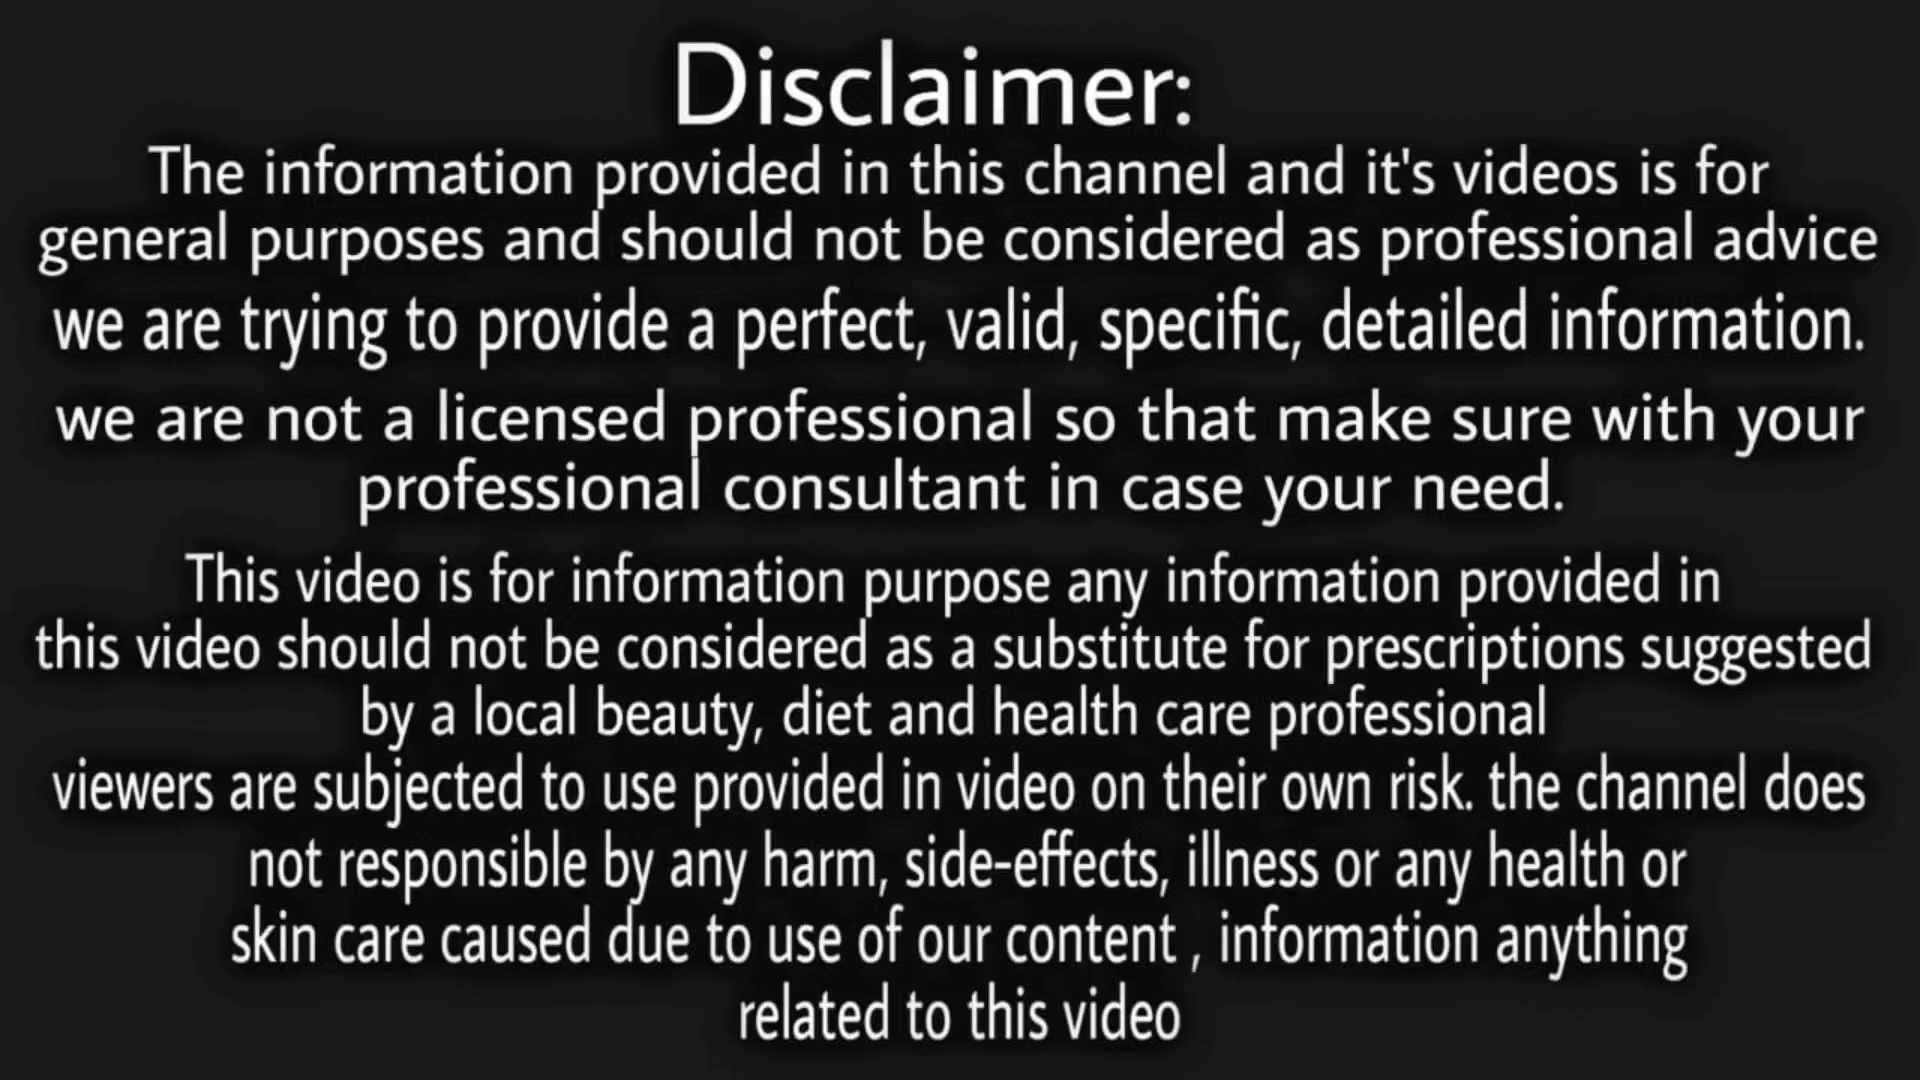 Disclaimer:
The information provided in this channel and it's videos is for
general purposes and should not be considered as professional advice
we are trying to provide a perfect, valid, specific, detailed information.
we are not a licensed professional so that make sure with your
professional consultant in case your need.
This video is for information purpose any information provided in
this video should not be considered as a substitute for prescriptions suggested
by a local beauty, diet and health care professional
viewers are subjected to use provided in video on their own risk. the channel does
not responsible by any harm, side-effects, illness or any health or
skin care caused due to use of our content , information anything
related to this video